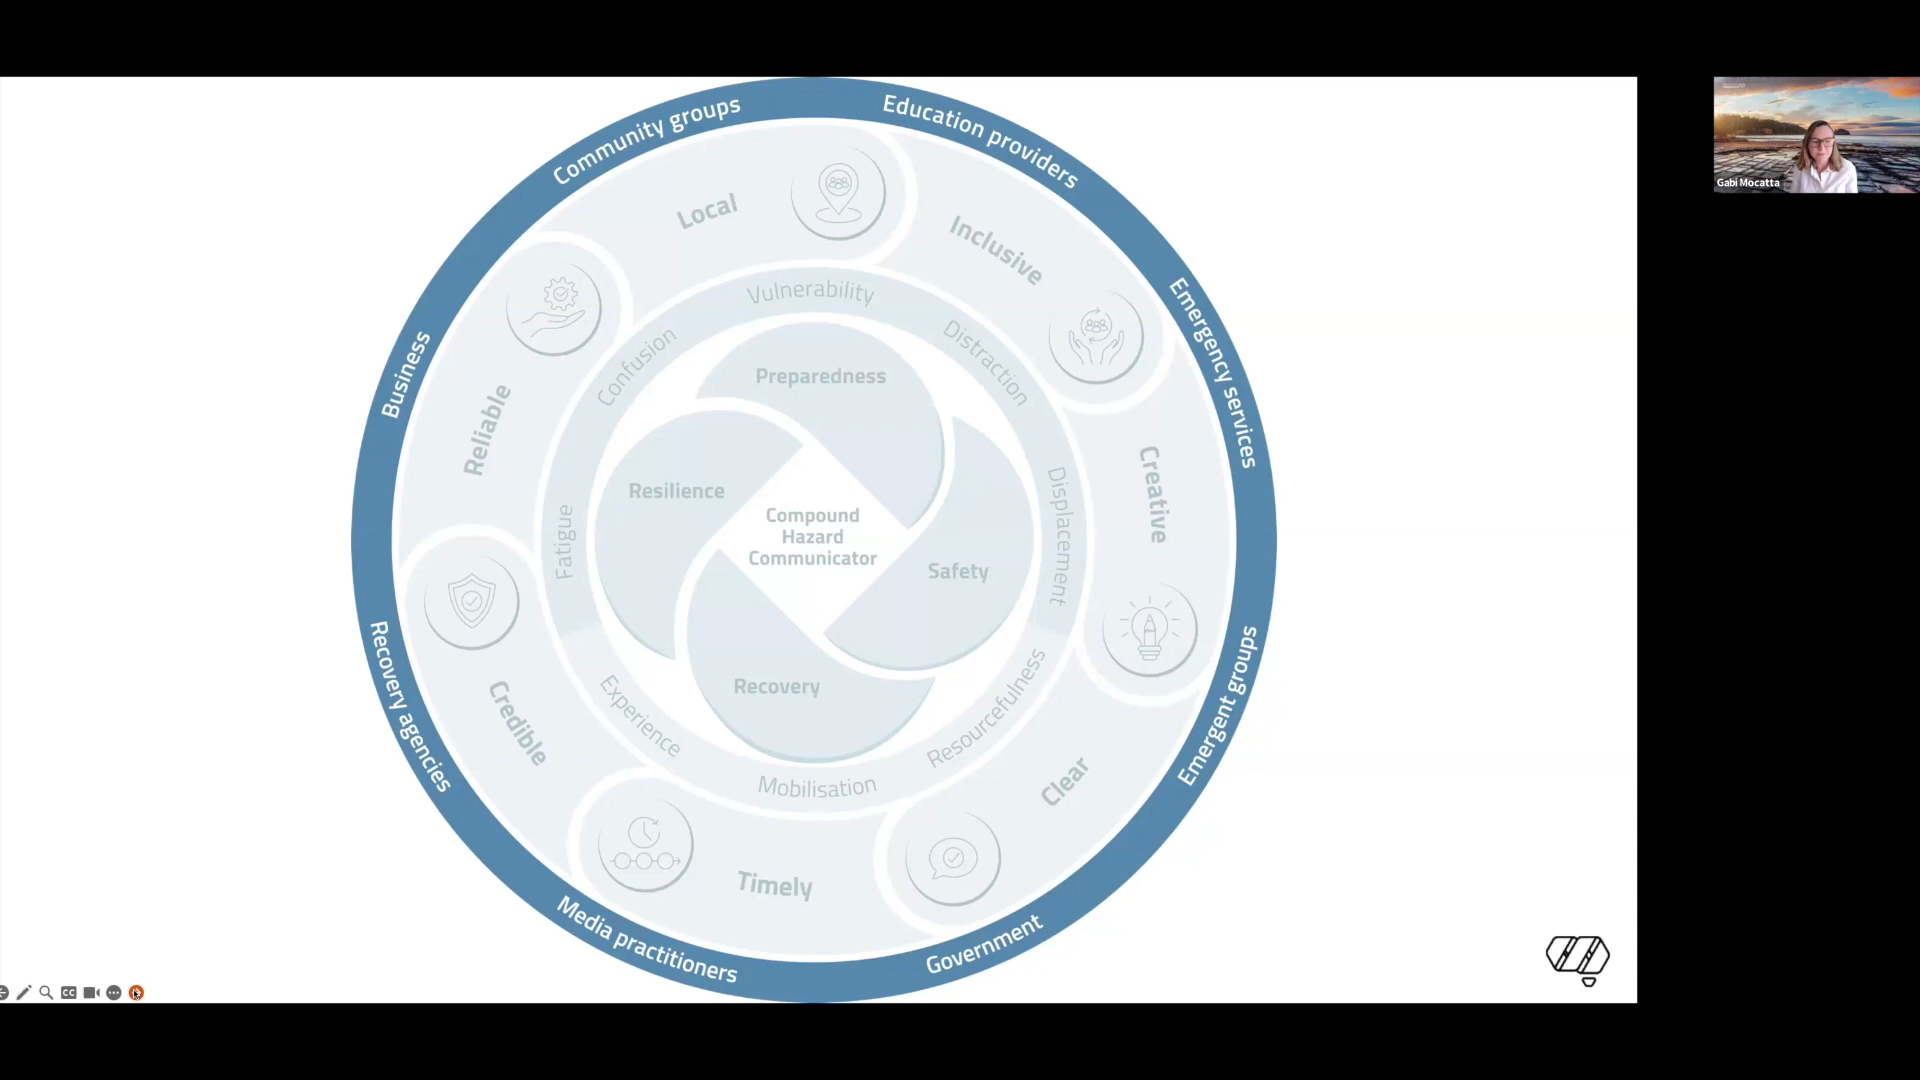 Community groups
Education providers
Emergency services
Emergent groups
Government
Media practitioners
Recovery agencies
Business
Local
Inclusive
Creative
Clear
Timely
Credible
Reliable
Vulnerability
Distraction
Displacement
Resourcefulness
Mobilisation
Experience
Fatigue
Confusion
Preparedness
Safety
Recovery
Resilience
Compound
Hazard
Communicator
Gabi Mocatta
CC